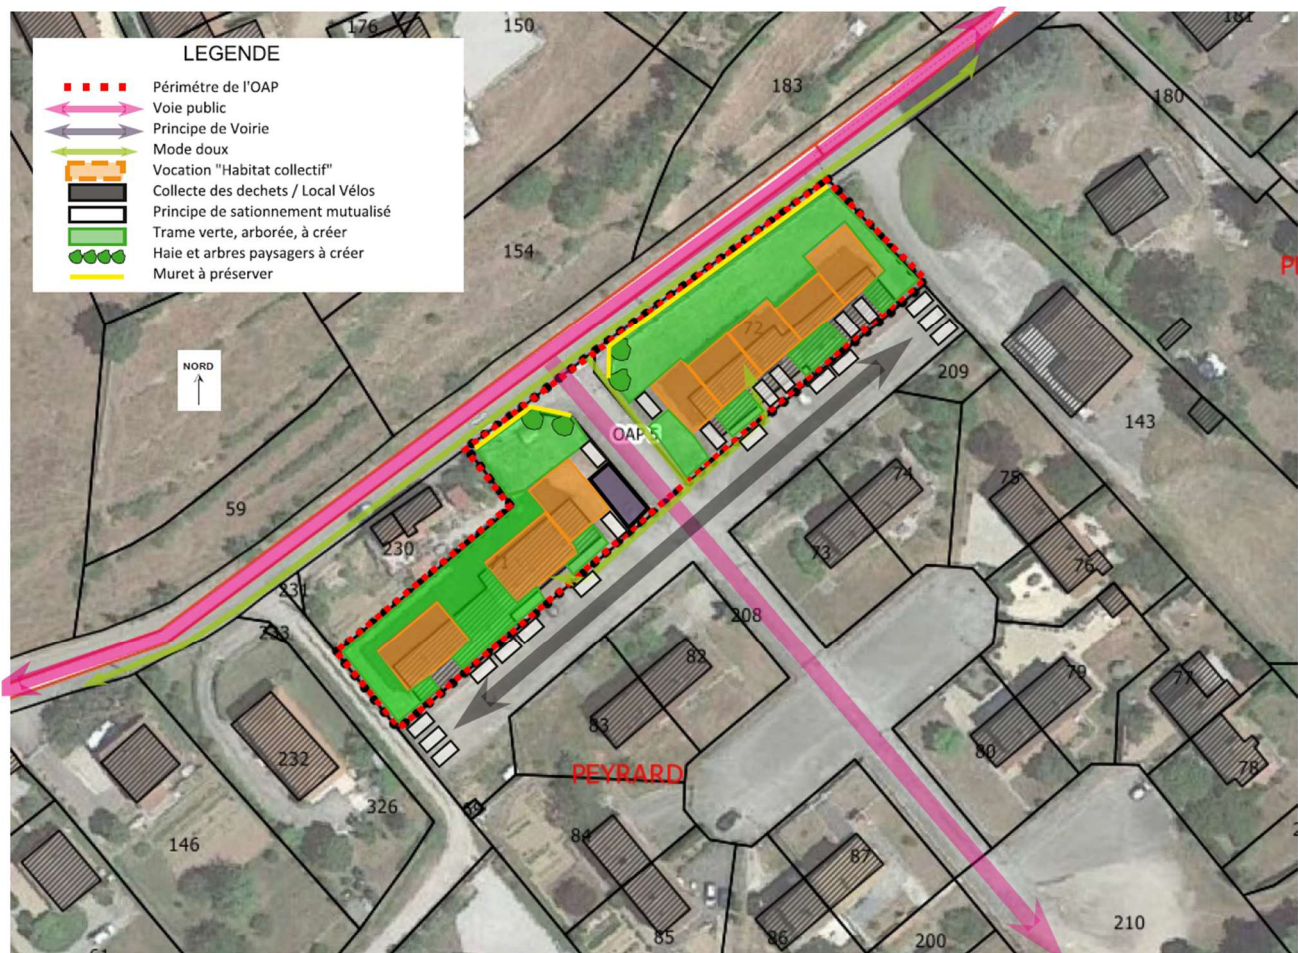 LEGENDE
Périmétre de l'OAP
Voie public
Principe de Voirie
Mode doux
Vocation "Habitat collectif"
Collecte des dechets / Local Vélos
Principe de sationnement mutualisé
Trame verte, arborée, à créer
Haie et arbres paysagers à créer
Muret à préserver
NORD
176
150
181
183
180
154
72
209
143
OAP 5
59
230
74
75
73
76
231
233
208
82
79
77
83
80
78
232
PEYRARD
326
146
84
87
85
86
200
210